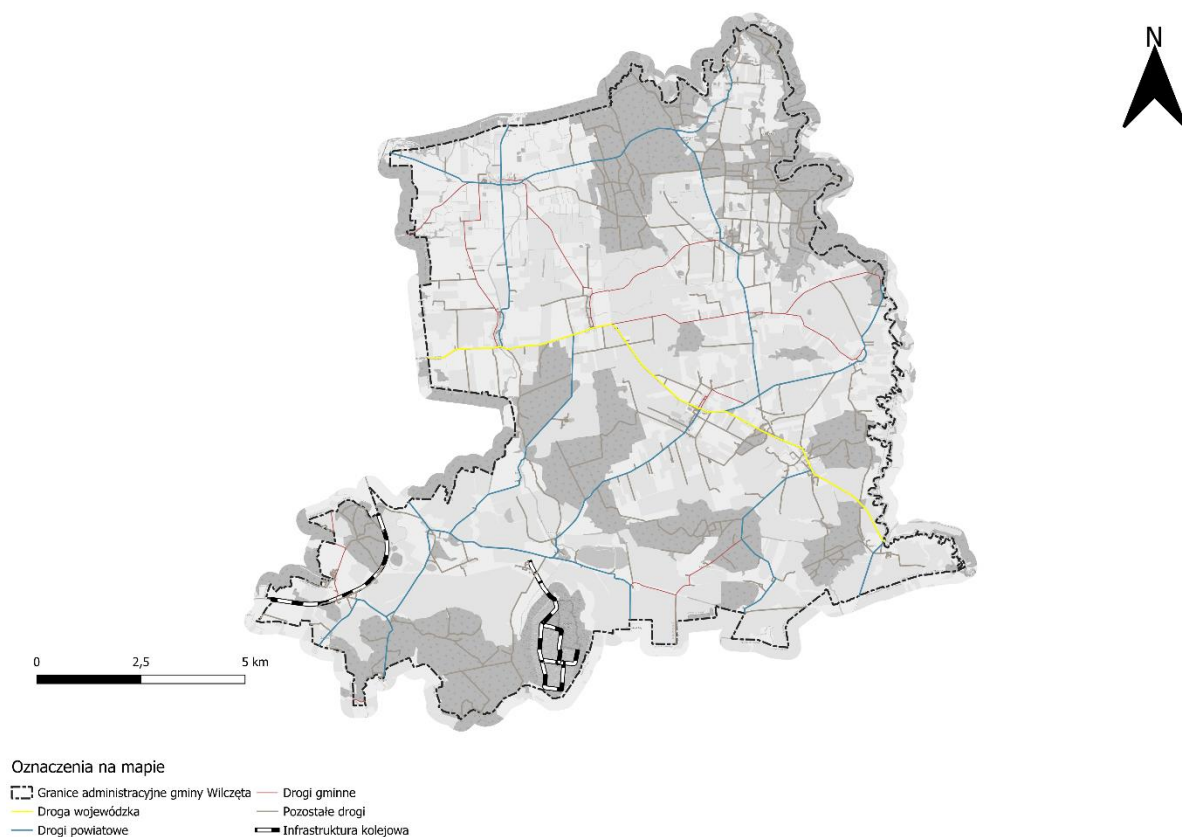 N
0 2,5 5 km
Oznaczenia na mapie
Granice administracyjne gminy Wilczęta
Droga wojewódzka
Drogi powiatowe
Drogi gminne
Pozostałe drogi
Infrastruktura kolejowa